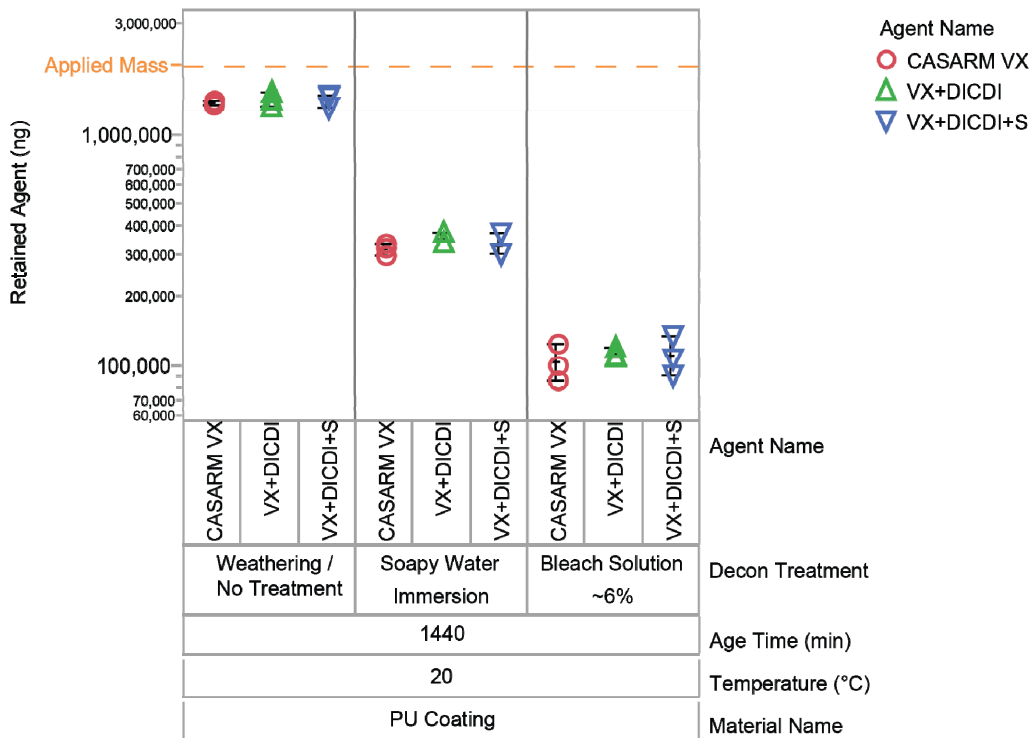 3,000,000
Applied Mass
1,000,000
700,000
600,000
500,000
400,000
300,000
200,000
100,000
70,000
60,000
Retained Agent (ng)
Agent Name
CASARM VX
VX+DICDI
VX+DICDI+S
CASARM VX
VX+DICDI
VX+DICDI+S
CASARM VX
VX+DICDI
VX+DICDI+S
CASARM VX
VX+DICDI
VX+DICDI+S
Agent Name
Weathering /
No Treatment
Soapy Water
Immersion
Bleach Solution
~6%
Decon Treatment
1440
Age Time (min)
20
Temperature (°C)
PU Coating
Material Name